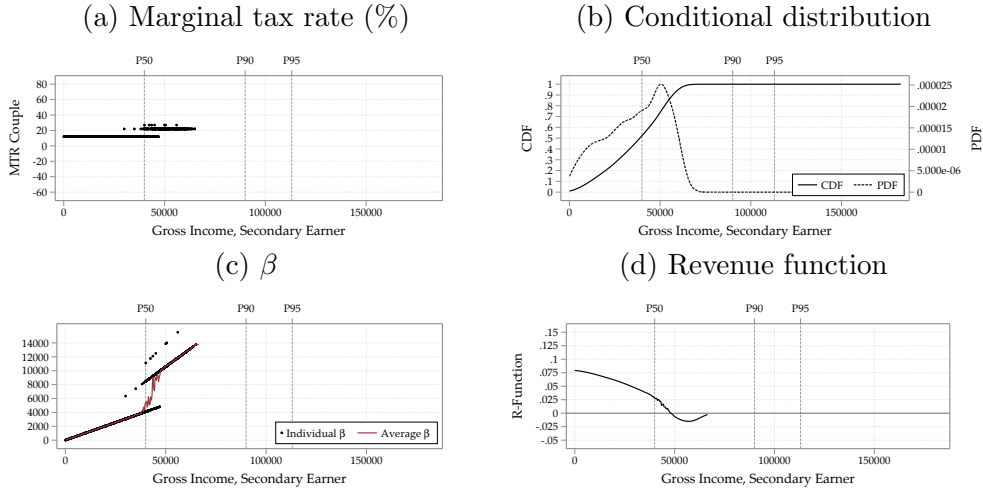 (a) Marginal tax rate (%)
P50 P90 P95
80
60
40
20
0
-20
-40
-60
MTR Couple
0 50000 100000 150000
Gross Income, Secondary Earner
(b) Conditional distribution
P50 P90 P95
1
.9
.8
.7
.6
.5
.4
.3
.2
.1
0
CDF
.000025
.00002
.000015
.00001
5.000e-06
0
PDF
CDF PDF
0 50000 100000 150000
Gross Income, Secondary Earner
(c) β
P50 P90 P95
14000
12000
10000
8000
6000
4000
2000
0
Individual β Average β
0 50000 100000 150000
Gross Income, Secondary Earner
(d) Revenue function
P50 P90 P95
.15
.125
.1
.075
.05
.025
0
-.025
-.05
R-Function
0 50000 100000 150000
Gross Income, Secondary Earner